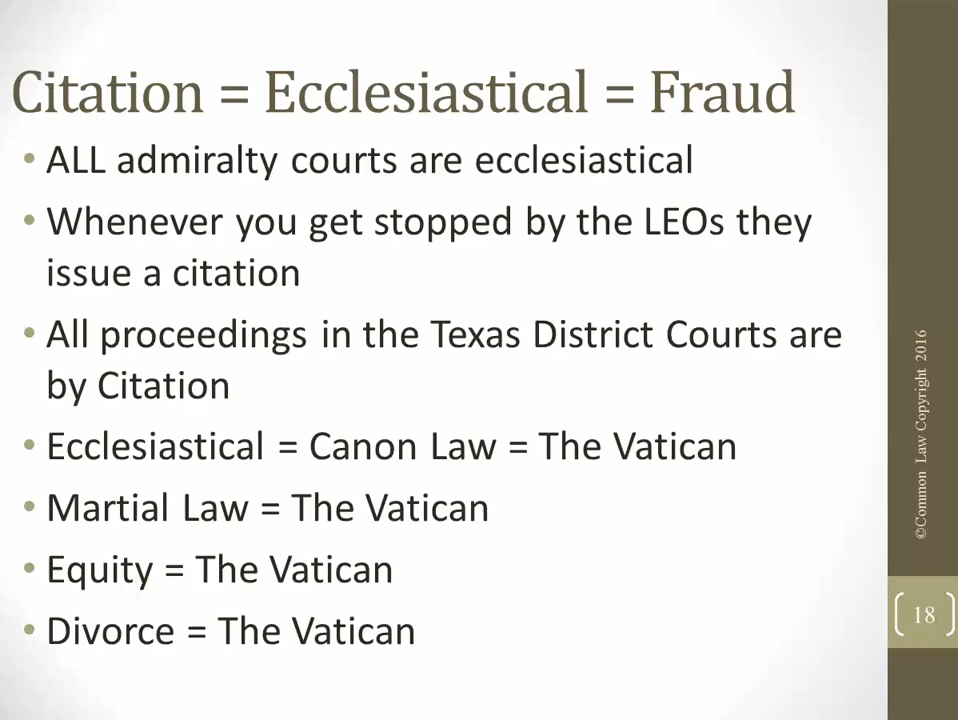 Citation = Ecclesiastical = Fraud
• ALL admiralty courts are ecclesiastical
• Whenever you get stopped by the LEOs they
issue a citation
• All proceedings in the Texas District Courts are
by Citation
• Ecclesiastical = Canon Law = The Vatican
• Martial Law = The Vatican
• Equity = The Vatican
• Divorce = The Vatican
©Common Law Copyright 2016
18